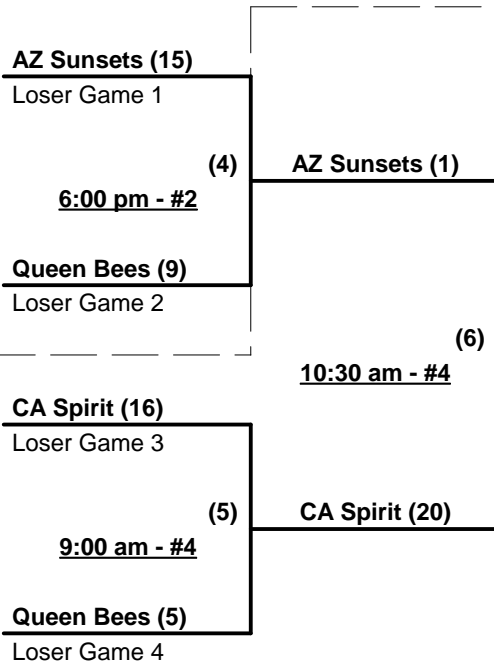 AZ Sunsets (15)
Loser Game 1
(4)
AZ Sunsets (1)
6:00 pm - #2
Queen Bees (9)
Loser Game 2
(6)
10:30 am - #4
CA Spirit (16)
Loser Game 3
(5)
CA Spirit (20)
9:00 am - #4
Queen Bees (5)
Loser Game 4